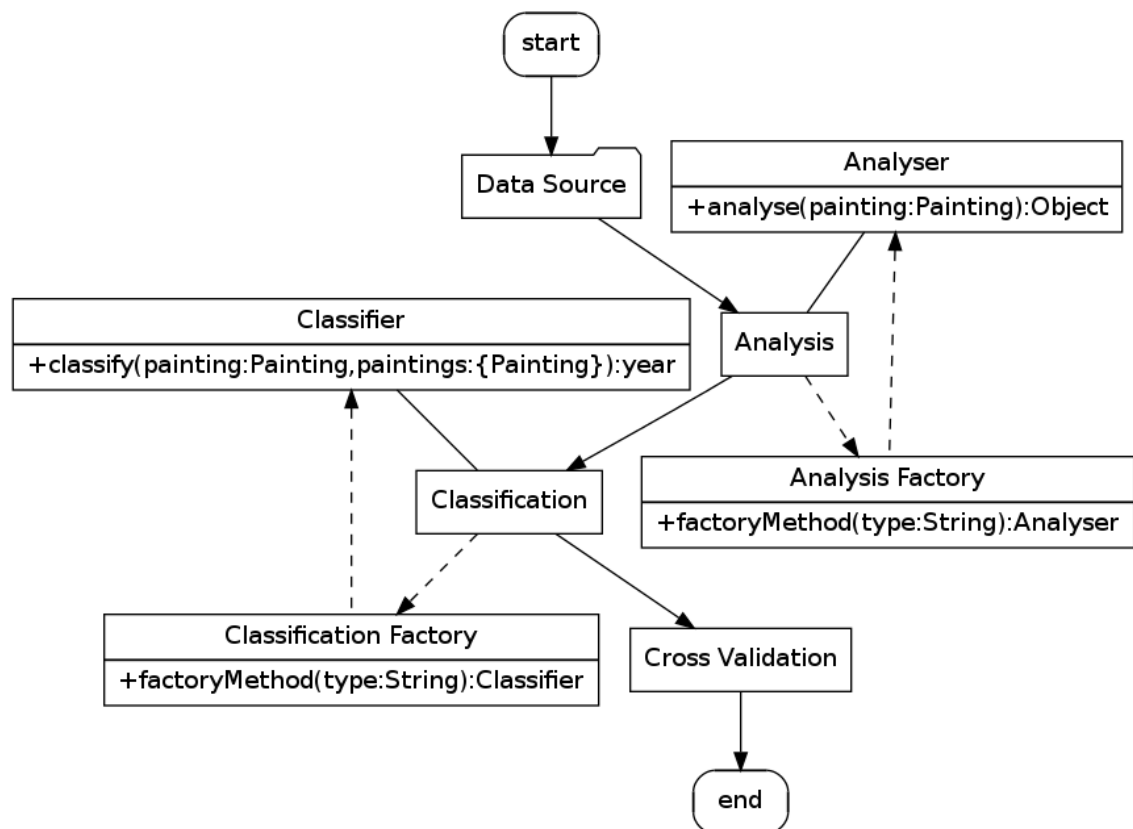 start
Data Source
Analyser
+analyse(painting:Painting):Object
Classifier
+classify(painting:Painting,paintings:{Painting}):year
Analysis
Classification
Analysis Factory
+factoryMethod(type:String):Analyser
Classification Factory
+factoryMethod(type:String):Classifier
Cross Validation
end